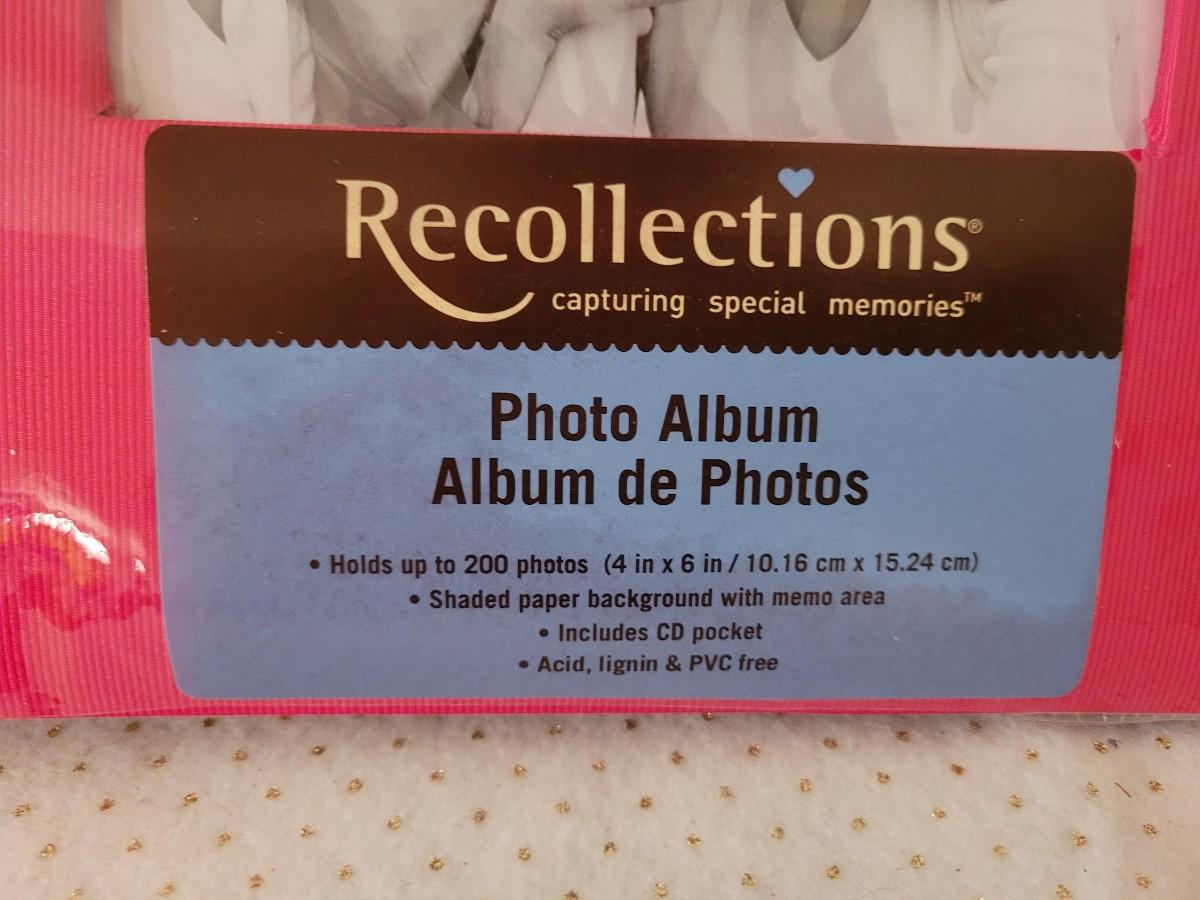 Recollections®
capturing special memories™
Photo Album
Album de Photos
• Holds up to 200 photos (4 in x 6 in / 10.16 cm x 15.24 cm)
• Shaded paper background with memo area
• Includes CD pocket
• Acid, lignin & PVC free